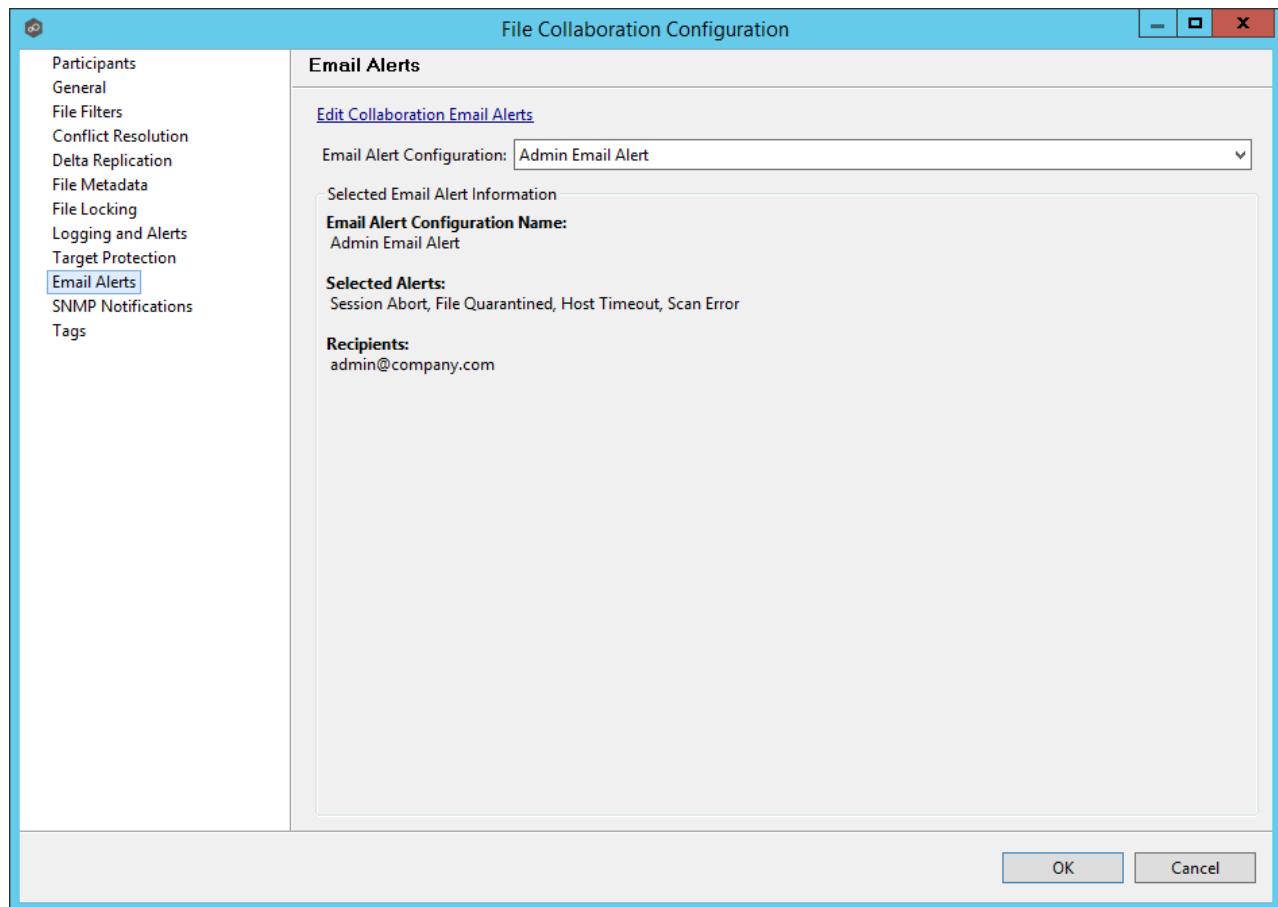 File Collaboration Configuration
Participants
General
File Filters
Conflict Resolution
Delta Replication
File Metadata
File Locking
Logging and Alerts
Target Protection
Email Alerts
SNMP Notifications
Tags
Email Alerts
Edit Collaboration Email Alerts
Email Alert Configuration: Admin Email Alert
Selected Email Alert Information
Email Alert Configuration Name:
Admin Email Alert
Selected Alerts:
Session Abort, File Quarantined, Host Timeout, Scan Error
Recipients:
admin@company.com
OK Cancel